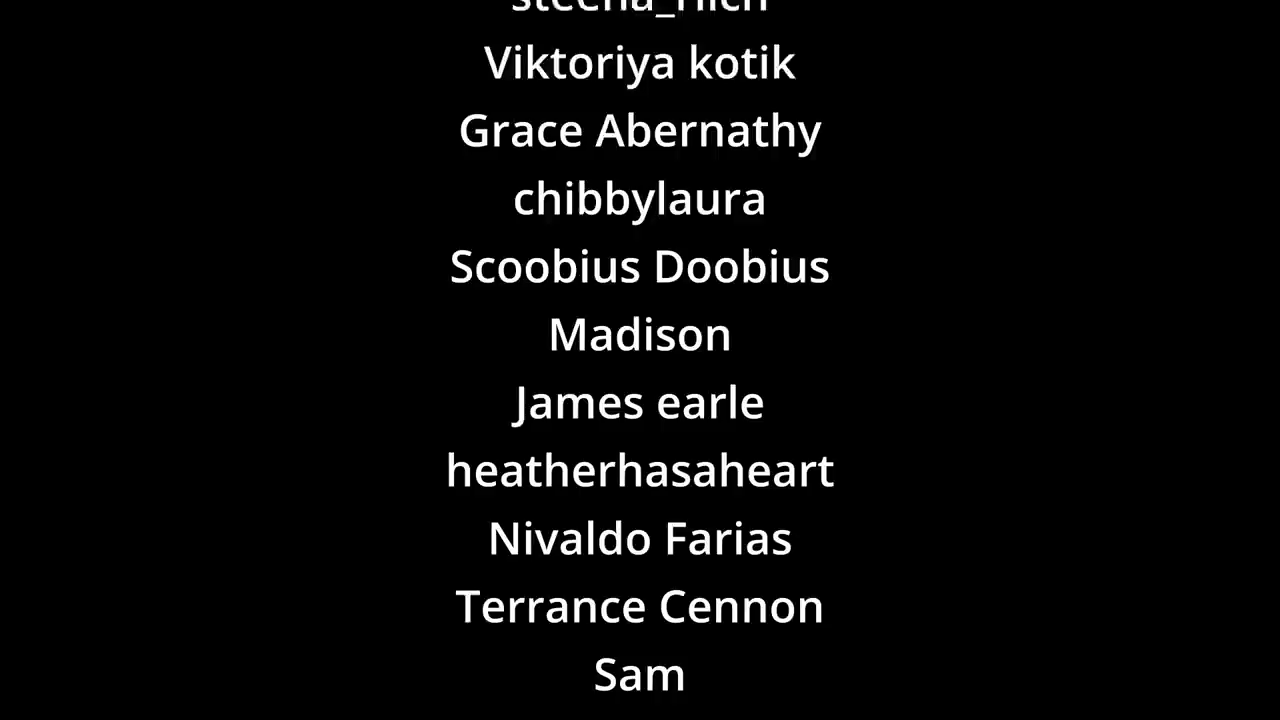 Viktoriya kotik
Grace Abernathy
chibbylaura
Scoobius Doobius
Madison
James earle
heatherhasaheart
Nivaldo Farias
Terrance Cennon
Sam